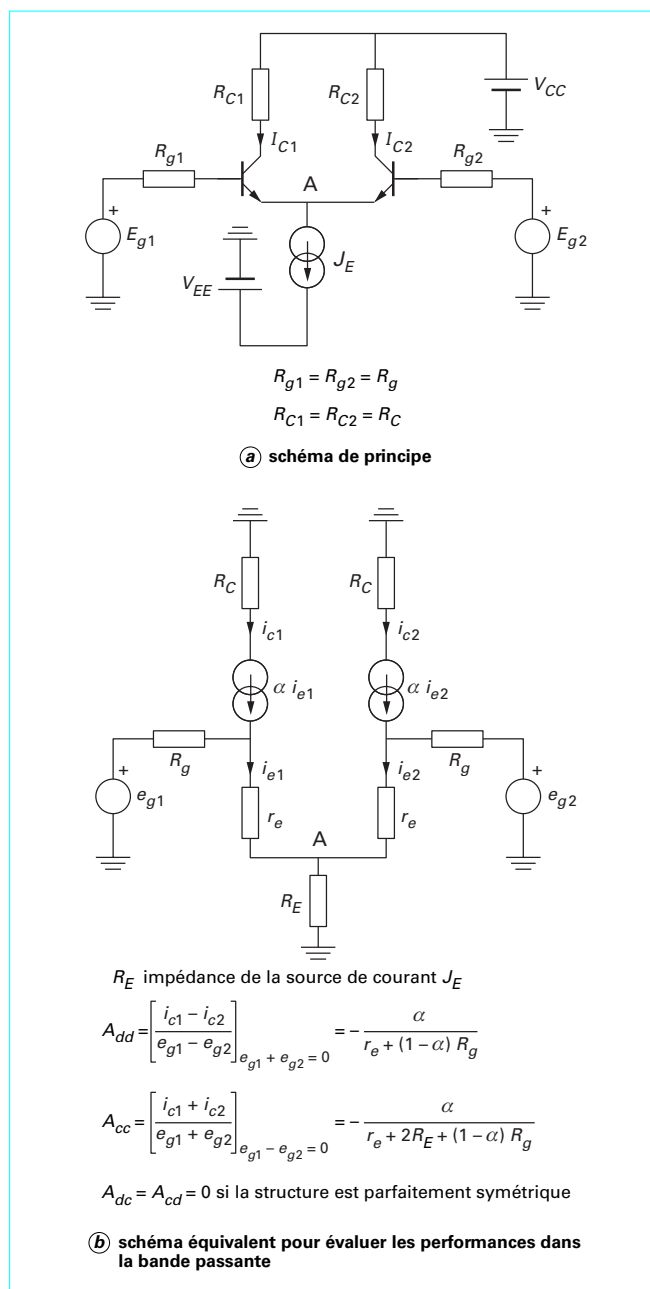 R_C1 R_C2 V_CC
I_C1 I_C2
R_g1 R_g2
A
+ +
E_g1 E_g2
J_E
V_EE
R_g1 = R_g2 = R_g
R_C1 = R_C2 = R_C
a schéma de principe
R_C R_C
i_c1 i_c2
α i_e1 α i_e2
+ R_g i_e1 i_e2 R_g +
e_g1 r_e r_e e_g2
A
R_E
R_E impédance de la source de courant J_E
A_dd = [(i_c1 – i_c2) / (e_g1 – e_g2)]_{e_g1 + e_g2 = 0} = – α / (r_e + (1 – α) R_g)
A_cc = [(i_c1 + i_c2) / (e_g1 + e_g2)]_{e_g1 – e_g2 = 0} = – α / (r_e + 2R_E + (1 – α) R_g)
A_dc = A_cd = 0 si la structure est parfaitement symétrique
b schéma équivalent pour évaluer les performances dans
la bande passante